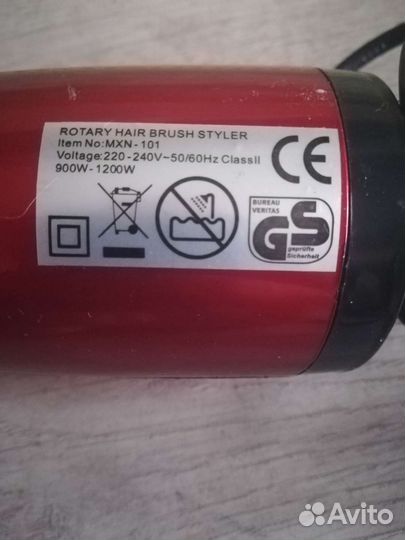 ROTARY HAIR BRUSH STYLER
Item No:MXN-101
Voltage:220-240V~50/60Hz ClassII
900W-1200W
CE
BUREAU
VERITAS
GS
geprüfte
Sicherheit
Avito